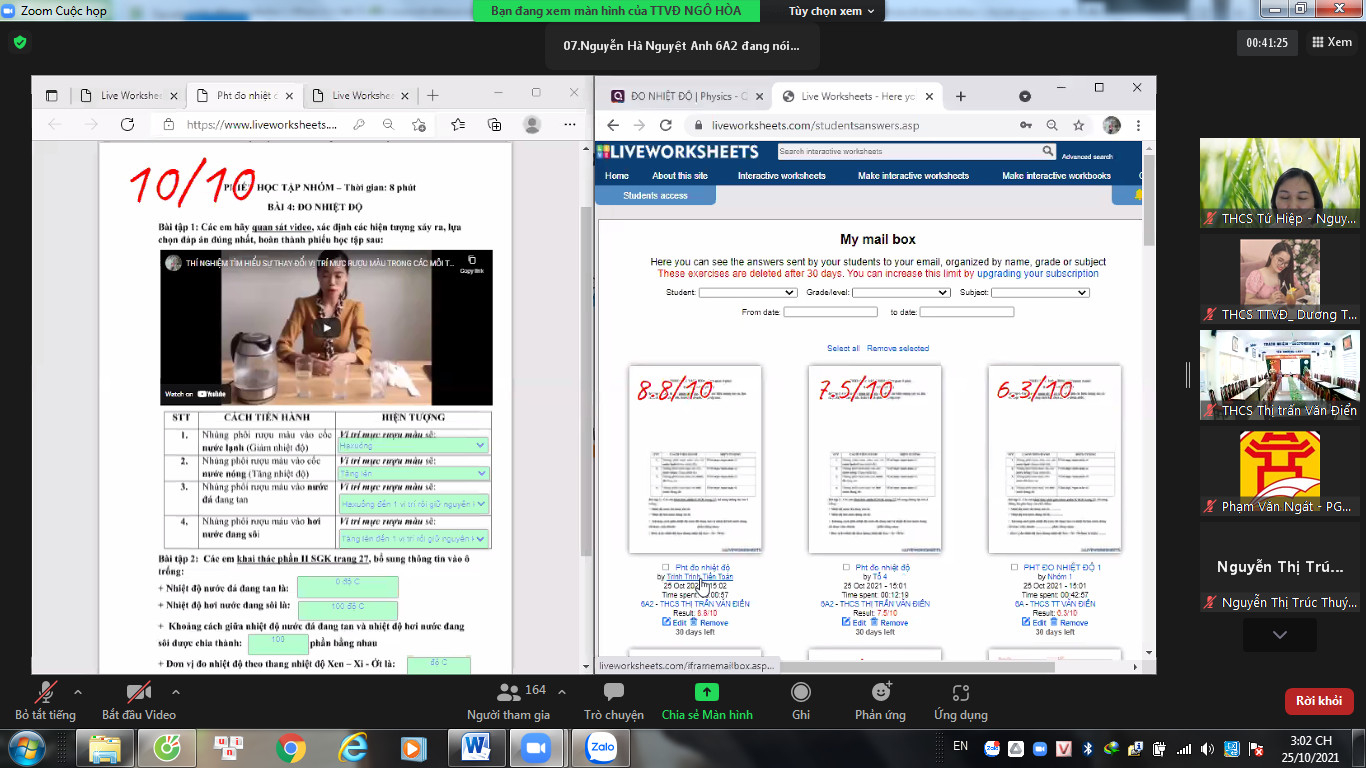 Zoom Cuộc họp
Bạn đang xem màn hình của TTVĐ NGÔ HÒA
Tùy chọn xem
07.Nguyễn Hà Nguyệt Anh 6A2 đang nói...
00:41:25
Xem
Live Workshe
Pht đo nhiệt đ
Live Workshe
https://www.liveworksheets....
10/10
PHIẾU HỌC TẬP NHÓM – Thời gian: 8 phút
BÀI 4: ĐO NHIỆT ĐỘ
Bài tập 1: Các em hãy quan sát video, xác định các hiện tượng xảy ra, lựa
chọn đáp án đúng nhất, hoàn thành phiếu học tập sau:
THÍ NGHIỆM TÌM HIỂU SỰ THAY ĐỔI VỊ TRÍ MỰC RƯỢU MÀU TRONG CÁC MÔI T...
Copy link
Watch on YouTube
STT CÁCH TIẾN HÀNH HIỆN TƯỢNG
1. Nhúng phôi rượu màu vào cốc nước lạnh (Giảm nhiệt độ) Vị trí mực rượu màu sẽ: Hạ xuống
2. Nhúng phôi rượu màu vào cốc nước nóng (Tăng nhiệt độ) Vị trí mực rượu màu sẽ: Tăng lên
3. Nhúng phôi rượu màu vào nước đá đang tan Vị trí mực rượu màu sẽ: Hạ xuống đến 1 vị trí rồi giữ nguyên
4. Nhúng phôi rượu màu vào hơi nước đang sôi Vị trí mực rượu màu sẽ: Tăng lên đến 1 vị trí rồi giữ nguyên
Bài tập 2: Các em khai thác phần II SGK trang 27, bổ sung thông tin vào ô
trống:
+ Nhiệt độ nước đá đang tan là: 0 độ C
+ Nhiệt độ hơi nước đang sôi là: 100 độ C
+ Khoảng cách giữa nhiệt độ nước đá đang tan và nhiệt độ hơi nước đang
sôi được chia thành: 100 phần bằng nhau
+ Đơn vị đo nhiệt độ theo thang nhiệt độ Xen – Xi - Ớt là: độ C
ĐO NHIỆT ĐỘ | Physics - Q
Live Worksheets - Here yo
liveworksheets.com/studentsanswers.asp
LIVEWORKSHEETS
Search interactive worksheets
Advanced search
Home About this site Interactive worksheets Make interactive worksheets Make interactive workbooks
Students access
My mail box
Here you can see the answers sent by your students to your email, organized by name, grade or subject
These exercises are deleted after 30 days. You can increase this limit by upgrading your subscription
Student: Grade/level: Subject:
From date: to date:
Select all Remove selected
8.8/10 7.5/10 6.3/10
Pht đo nhiệt độ
by Trịnh Trịnh Tiến Toàn
25 Oct 2021 - 15:02
Time spent: 00:00:57
6A2 - THCS THỊ TRẤN VĂN ĐIỂN
Result: 8.8/10
Edit Remove
30 days left
Pht đo nhiệt độ
by Tổ 4
25 Oct 2021 - 15:01
Time spent: 00:12:19
6A2 - THCS THỊ TRẤN VĂN ĐIỂN
Result: 7.5/10
Edit Remove
30 days left
PHT ĐO NHIỆT ĐỘ 1
by Nhóm 1
25 Oct 2021 - 15:01
Time spent: 00:42:57
6A - THCS TT VĂN ĐIỂN
Result: 6.3/10
Edit Remove
30 days left
liveworksheets.com/iframemailbox.asp...
THCS Tứ Hiệp - Nguy...
THCS TTVĐ_ Dương T...
THCS Thị trấn Văn Điển
Phạm Văn Ngát - PG...
Nguyễn Thị Trú...
Nguyễn Thị Trúc Thuý...
Bỏ tắt tiếng
Bắt đầu Video
164
Người tham gia
Trò chuyện
Chia sẻ Màn hình
Ghi
Phản ứng
Ứng dụng
Rời khỏi
Zalo
EN
3:02 CH
25/10/2021